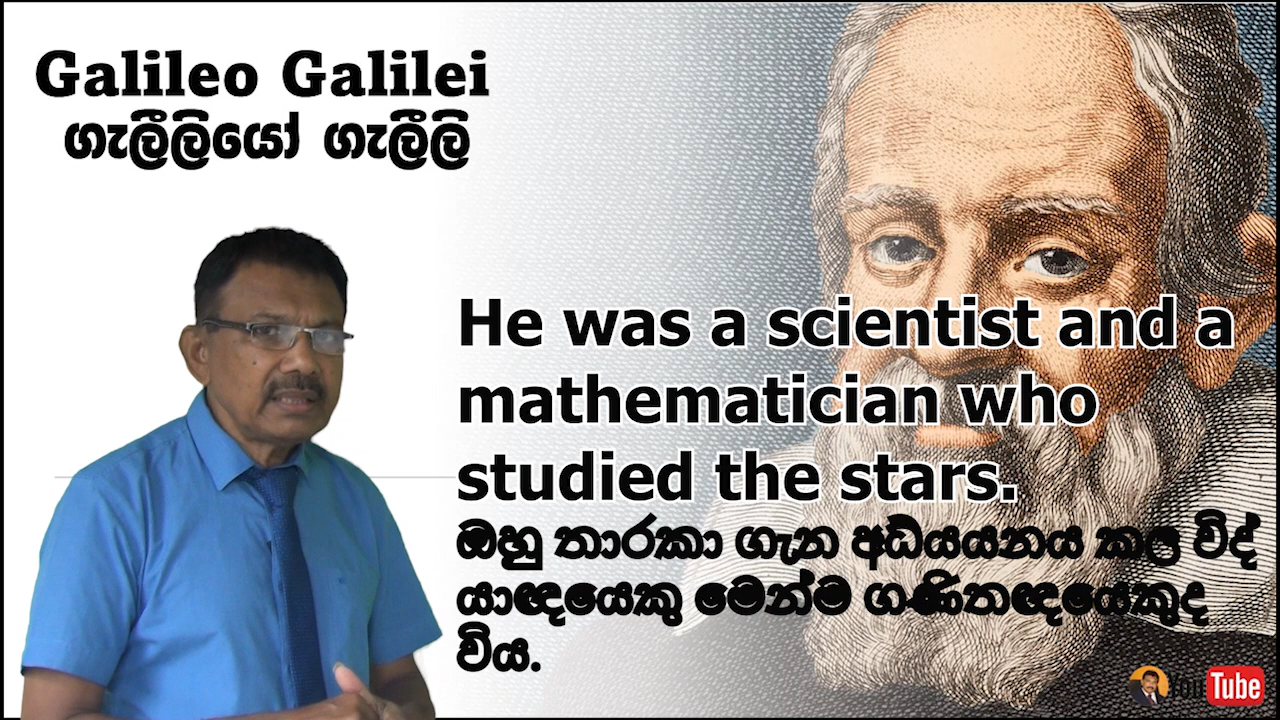 Galileo Galilei
ගැලීලියෝ ගැලීලි
He was a scientist and a
mathematician who
studied the stars.
ඔහු තාරකා ගැන අධ්යයනය කල විද්
යාඥයෙකු මෙන්ම ගණිතඥයෙකුද
විය.
YouTube